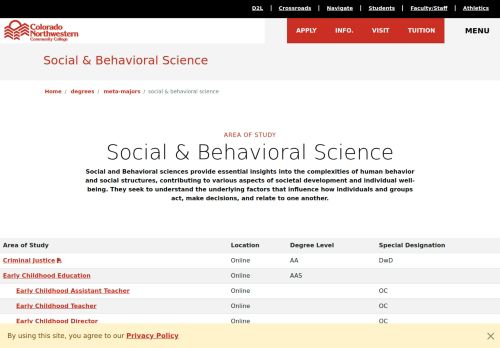 D2L | Crossroads | Navigate | Students | Faculty/Staff | Athletics
Colorado
Northwestern
Community College
APPLY INFO. VISIT TUITION MENU
Social & Behavioral Science
Home / degrees / meta-majors / social & behavioral science
AREA OF STUDY
Social & Behavioral Science
Social and Behavioral sciences provide essential insights into the complexities of human behavior
and social structures, contributing to various aspects of societal development and individual well-
being. They seek to understand the underlying factors that influence how individuals and groups
act, make decisions, and relate to one another.
Area of Study Location Degree Level Special Designation
Criminal Justice Online AA DwD
Early Childhood Education Online AAS
Early Childhood Assistant Teacher Online OC
Early Childhood Teacher Online OC
Early Childhood Director Online OC
By using this site, you agree to our Privacy Policy